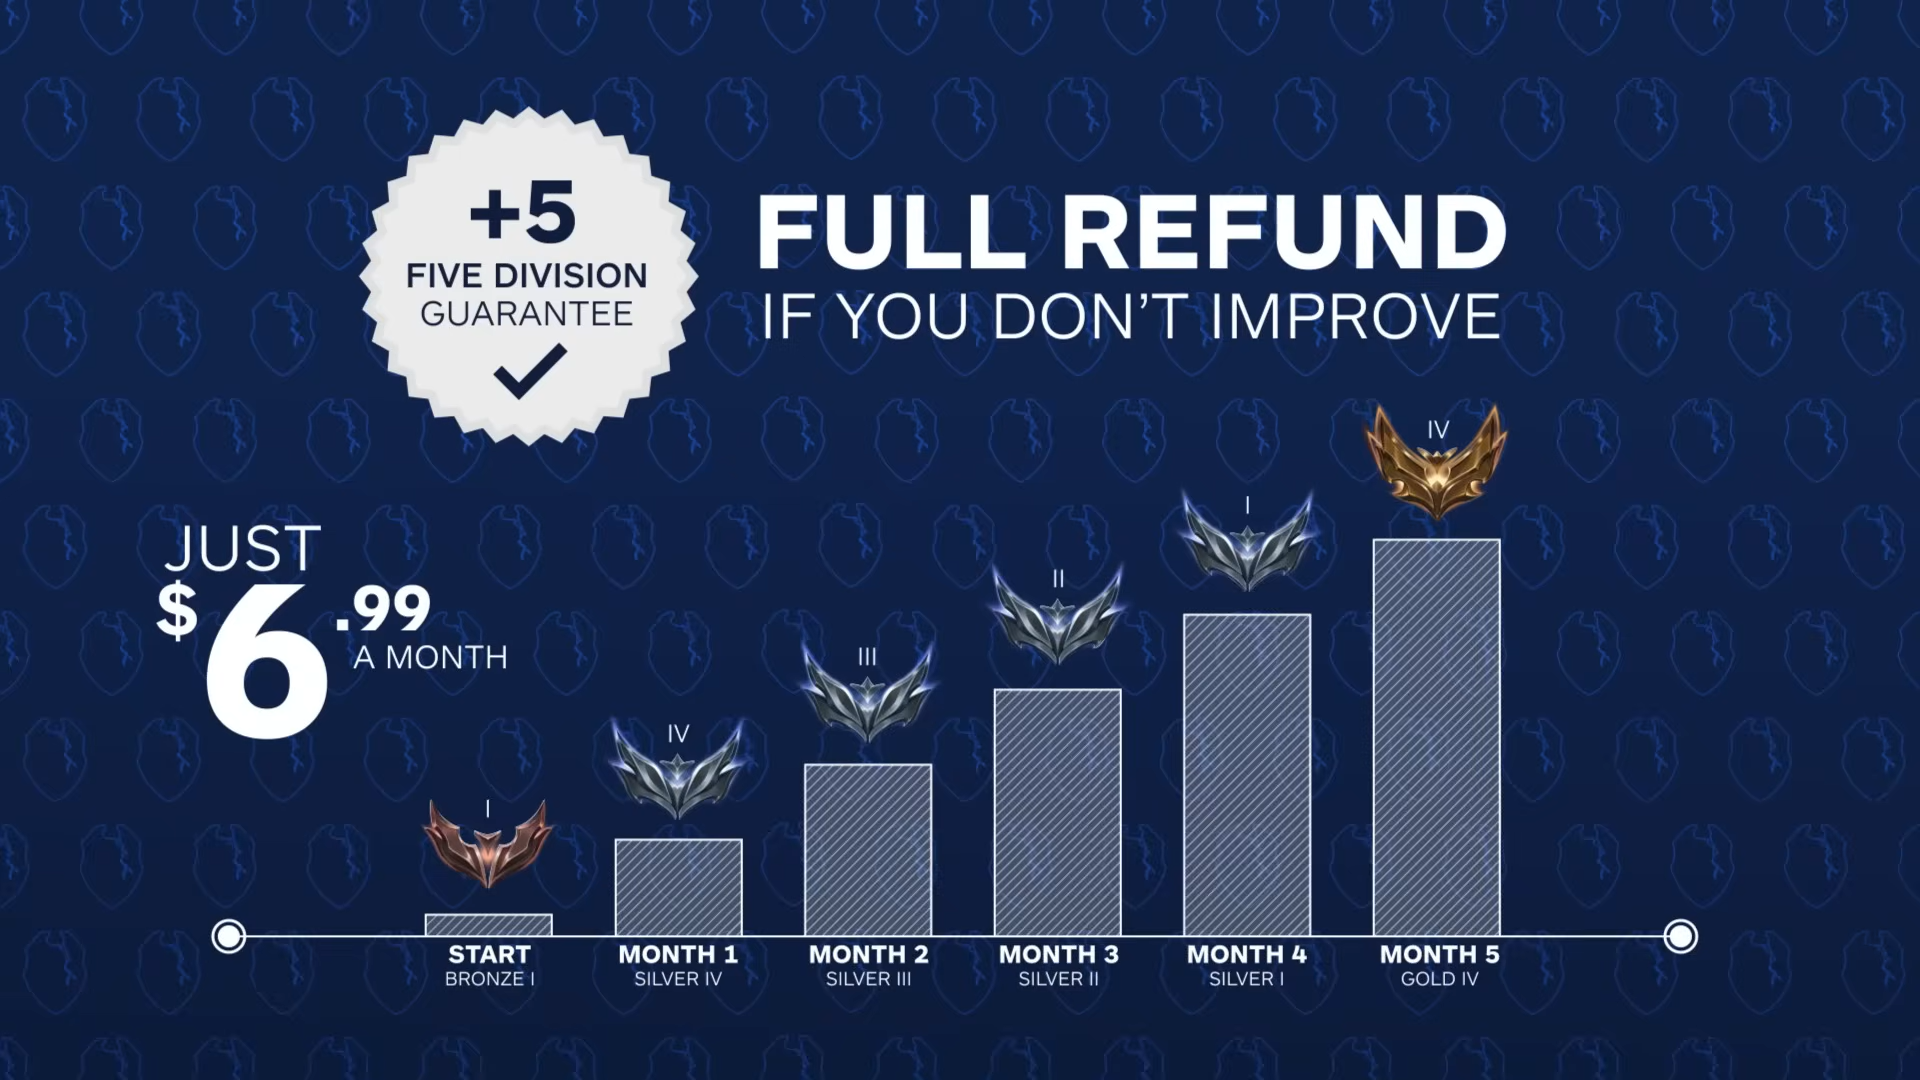 +5
FIVE DIVISION
GUARANTEE
FULL REFUND
IF YOU DON'T IMPROVE
JUST
$6.99
A MONTH
I
IV
III
II
I
IV
START
BRONZE I
MONTH 1
SILVER IV
MONTH 2
SILVER III
MONTH 3
SILVER II
MONTH 4
SILVER I
MONTH 5
GOLD IV